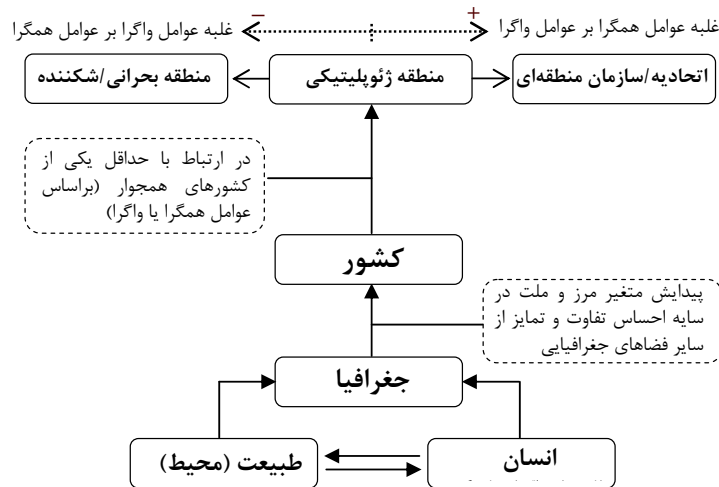 غلبه عوامل همگرا بر عوامل واگرا
+
−
غلبه عوامل واگرا بر عوامل همگرا
اتحادیه/سازمان منطقه‌ای
منطقه ژئوپلیتیکی
منطقه بحرانی/شکننده
در ارتباط با حداقل یکی از
کشورهای همجوار (براساس
عوامل همگرا یا واگرا)
کشور
پیدایش متغیر مرز و ملت در
سایه احساس تفاوت و تمایز از
سایر فضاهای جغرافیایی
جغرافیا
انسان
طبیعت (محیط)